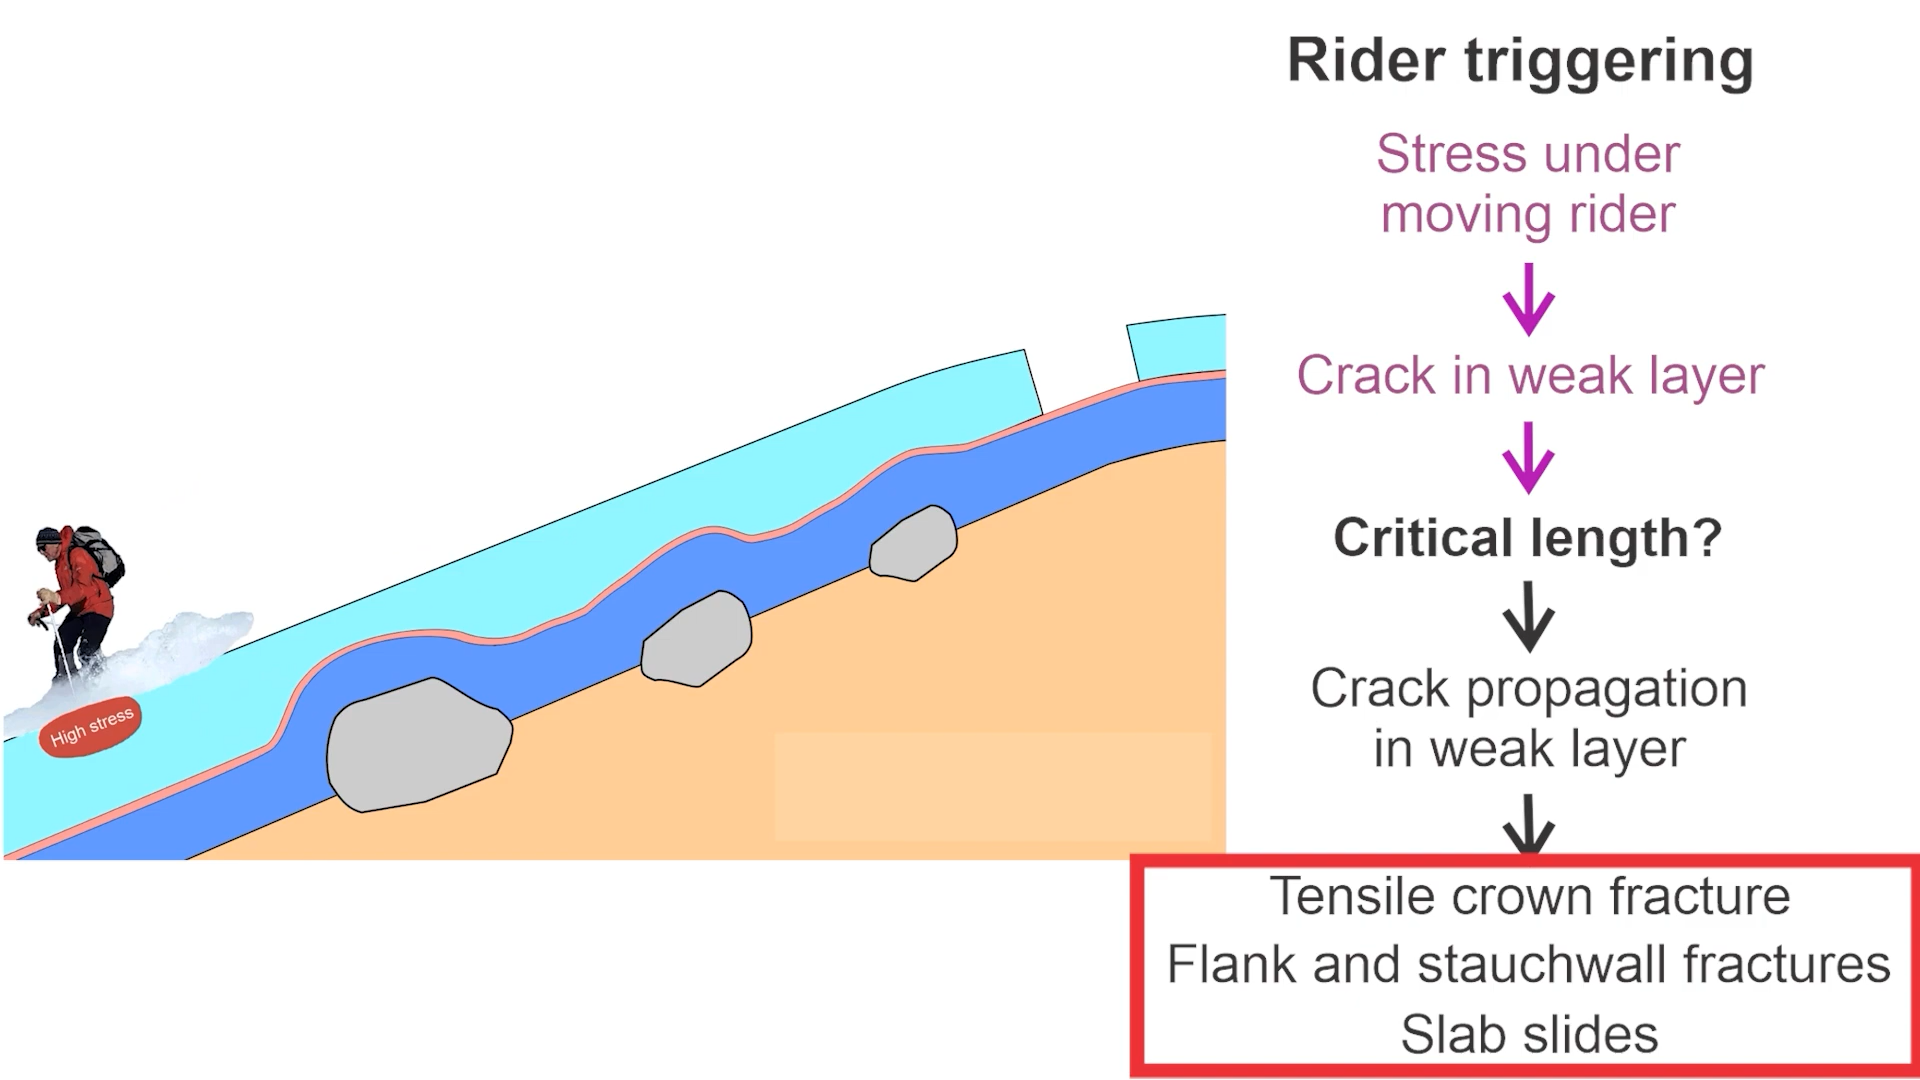 Rider triggering
Stress under
moving rider
Crack in weak layer
Critical length?
Crack propagation
in weak layer
Tensile crown fracture
Flank and stauchwall fractures
Slab slides
High stress